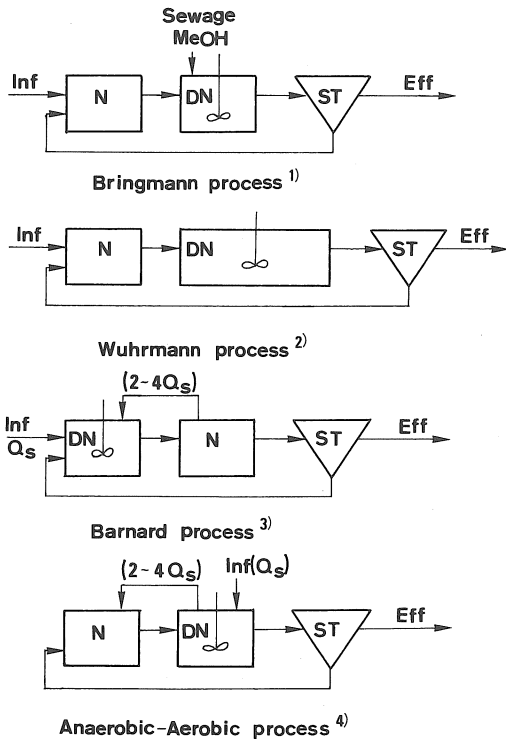 Sewage
MeOH
Inf
N
DN
ST
Eff
Bringmann process 1)
Inf
N
DN
ST
Eff
Wuhrmann process 2)
(2-4Qs)
Inf
Qs
DN
N
ST
Eff
Barnard process 3)
(2-4Qs)
Inf(Qs)
N
DN
ST
Eff
Anaerobic-Aerobic process 4)